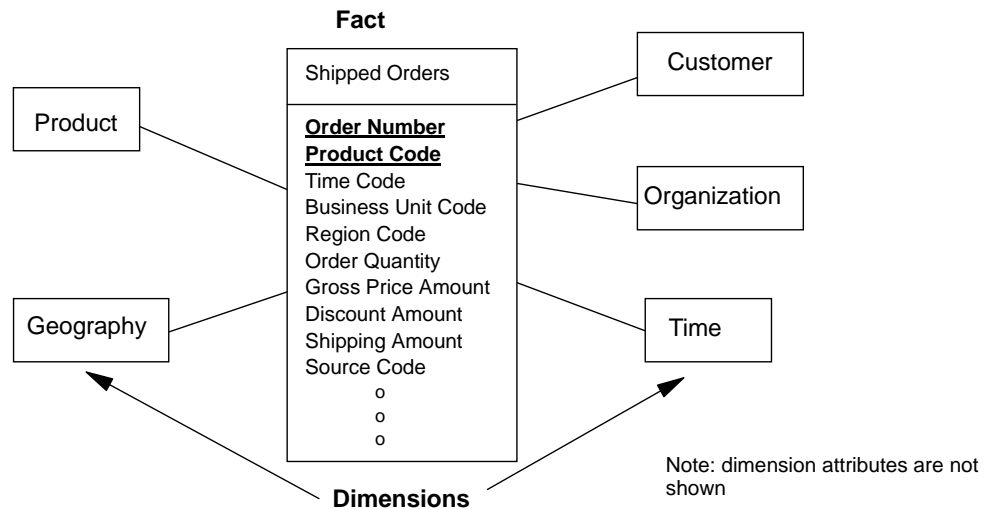 Fact
Shipped Orders
Order Number
Product Code
Time Code
Business Unit Code
Region Code
Order Quantity
Gross Price Amount
Discount Amount
Shipping Amount
Source Code
o
o
o
Product
Geography
Customer
Organization
Time
Dimensions
Note: dimension attributes are not
shown